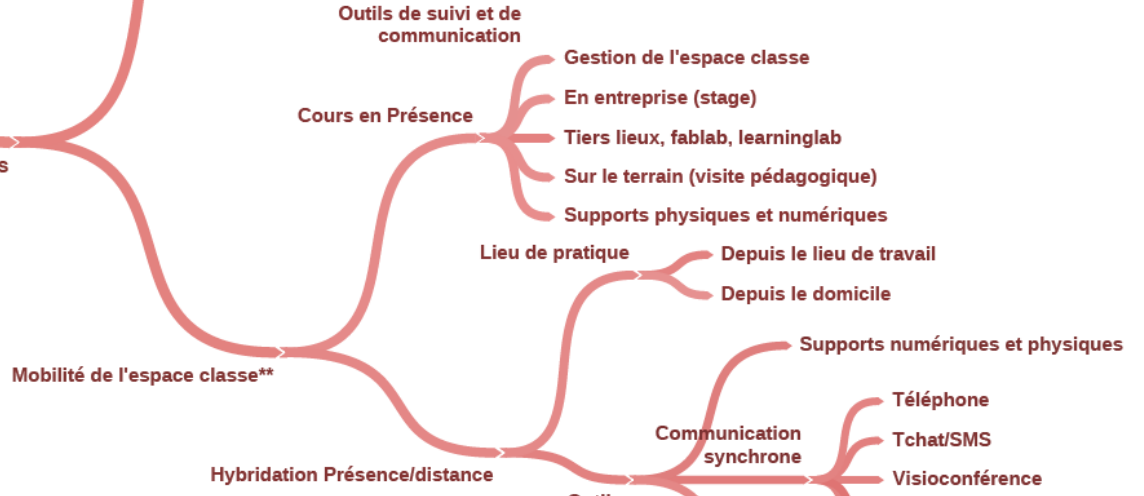 Outils de suivi et de
communication
Gestion de l'espace classe
En entreprise (stage)
Cours en Présence
Tiers lieux, fablab, learninglab
Sur le terrain (visite pédagogique)
Supports physiques et numériques
Lieu de pratique
Depuis le lieu de travail
Depuis le domicile
Supports numériques et physiques
Mobilité de l'espace classe**
Téléphone
Communication
synchrone
Tchat/SMS
Hybridation Présence/distance
Visioconférence